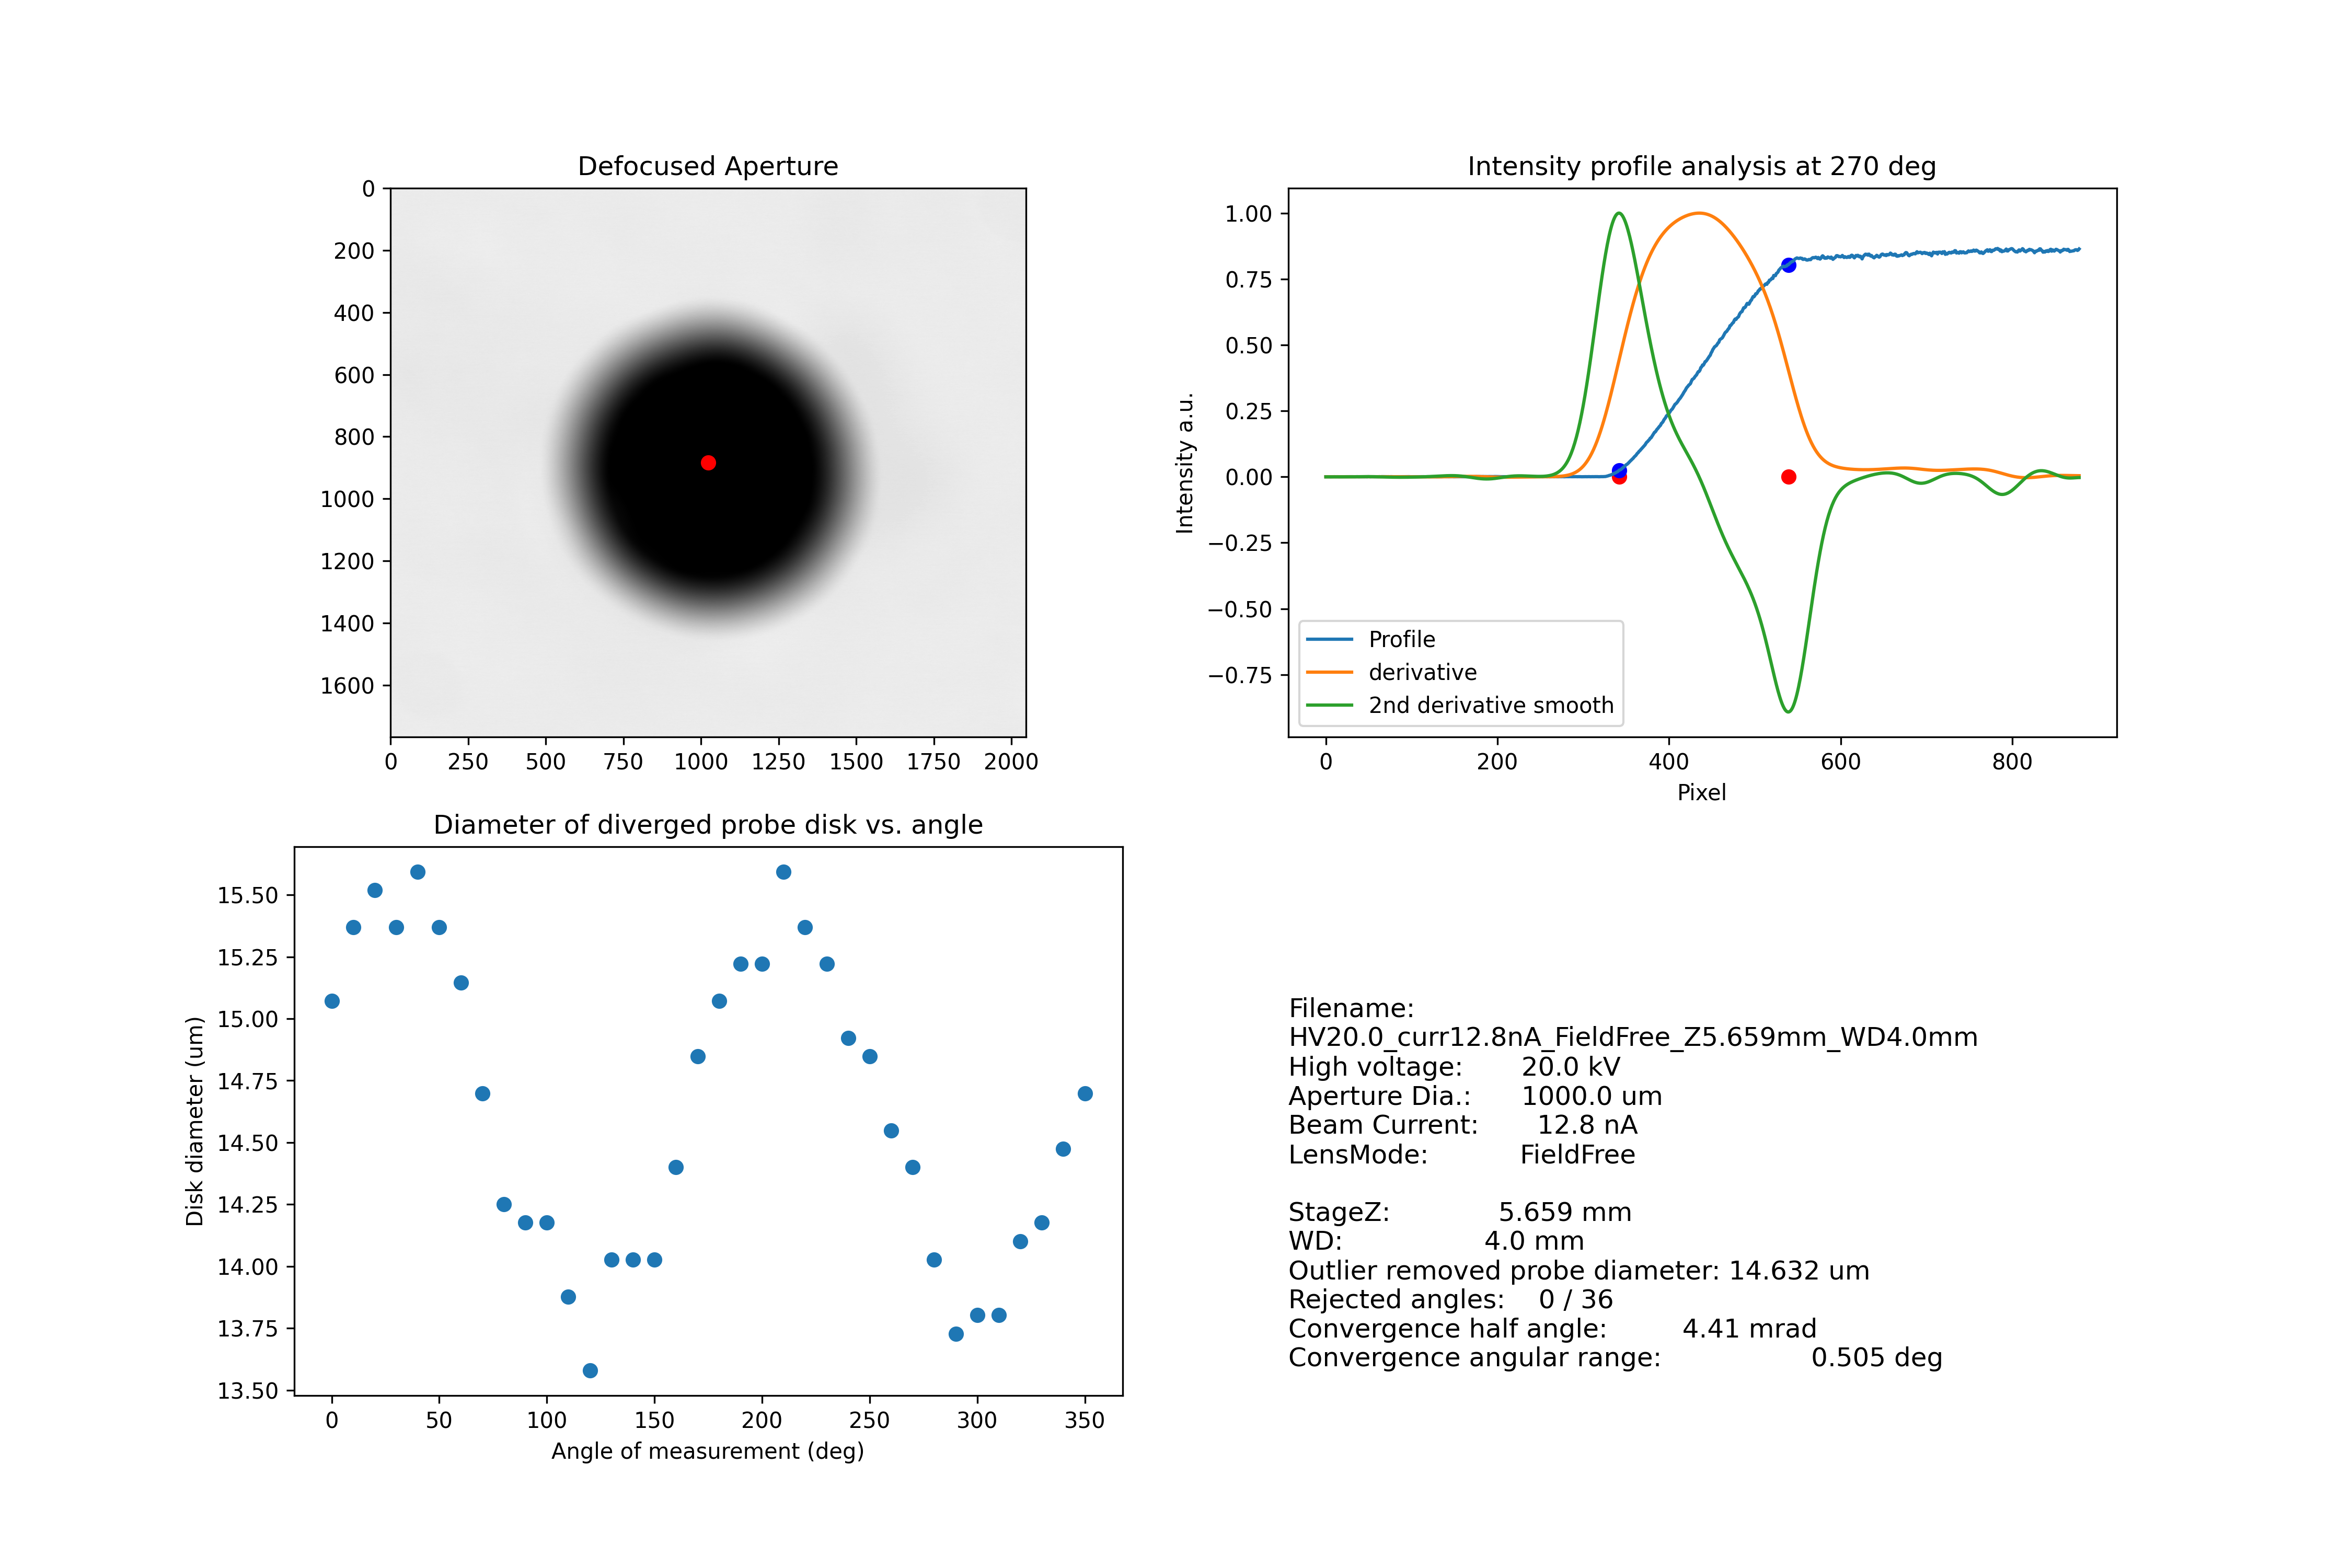 Defocused Aperture
0
200
400
600
800
1000
1200
1400
1600
0 250 500 750 1000 1250 1500 1750 2000
Intensity profile analysis at 270 deg
Intensity a.u.
1.00
0.75
0.50
0.25
0.00
−0.25
−0.50
−0.75
Profile
derivative
2nd derivative smooth
0 200 400 600 800
Pixel
Diameter of diverged probe disk vs. angle
Disk diameter (um)
15.50
15.25
15.00
14.75
14.50
14.25
14.00
13.75
13.50
0 50 100 150 200 250 300 350
Angle of measurement (deg)
Filename:
HV20.0_curr12.8nA_FieldFree_Z5.659mm_WD4.0mm
High voltage: 20.0 kV
Aperture Dia.: 1000.0 um
Beam Current: 12.8 nA
LensMode: FieldFree
StageZ: 5.659 mm
WD: 4.0 mm
Outlier removed probe diameter: 14.632 um
Rejected angles: 0 / 36
Convergence half angle: 4.41 mrad
Convergence angular range: 0.505 deg